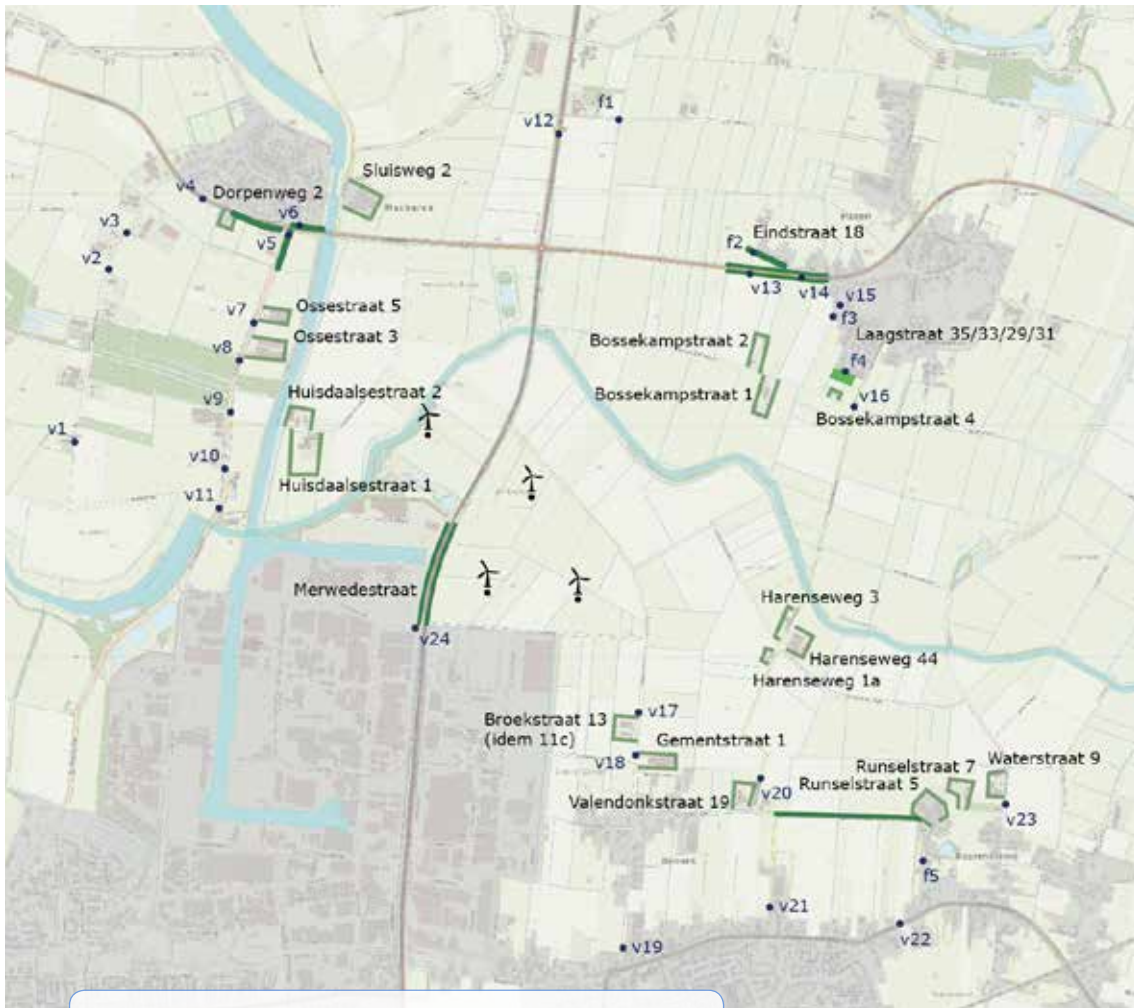 f1
v12
Sluisweg 2
v4
Dorpenweg 2
v6
v3
v5
Eindstraat 18
f2
v2
v13
v14
v15
Ossestraat 5
v7
f3
Laagstraat 35/33/29/31
Ossestraat 3
Bossekampstraat 2
v8
f4
Huisdaalsestraat 2
Bossekampstraat 1
v9
v16
Bossekampstraat 4
v1
v10
Huisdaalsestraat 1
v11
Merwedestraat
Harenseweg 3
v24
Harenseweg 44
Harenseweg 1a
Broekstraat 13
(idem 11c)
v17
Gementstraat 1
v18
Waterstraat 9
Runselstraat 7
Runselstraat 5
Valendonkstraat 19
v20
v23
f5
v21
v22
v19